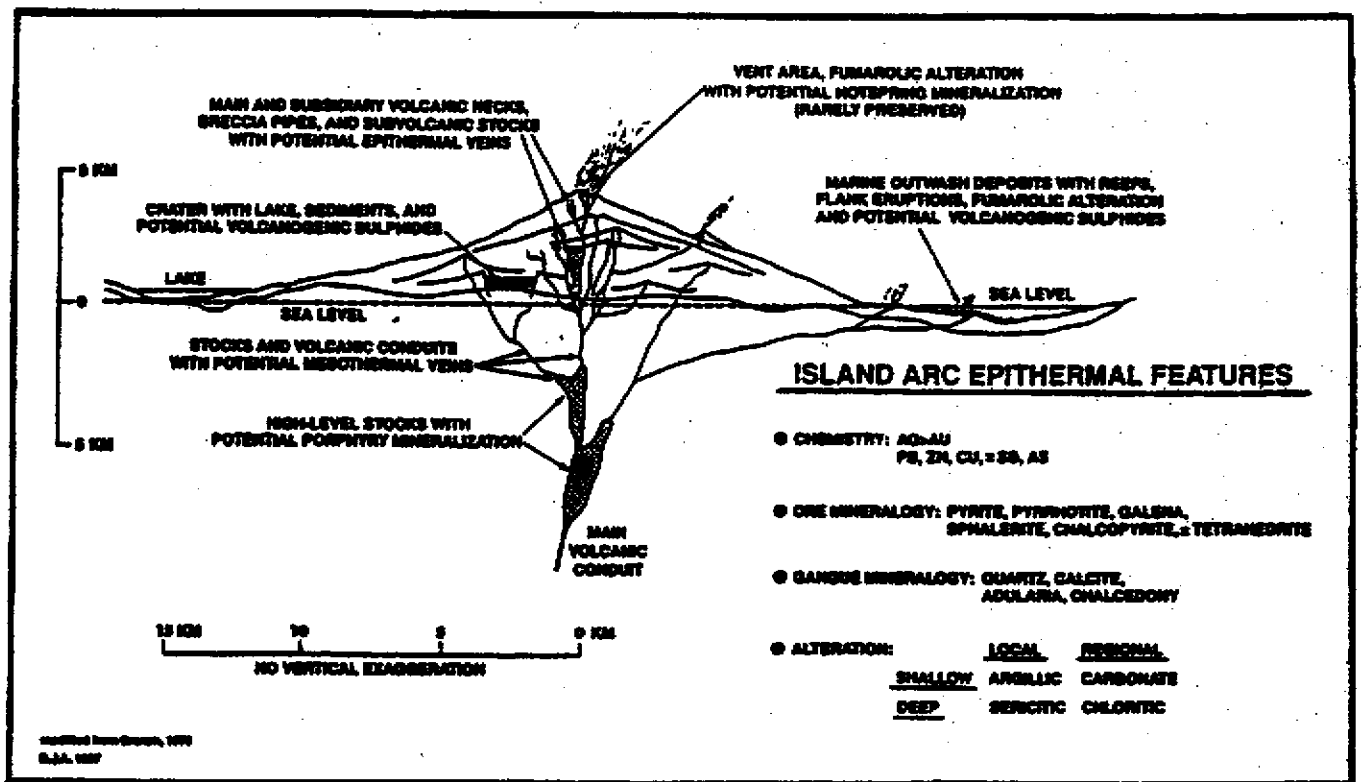 VENT AREA, FUMAROLIC ALTERATION
WITH POTENTIAL HOTSPRING MINERALIZATION
(RARELY PRESERVED)
MAIN AND SUBSIDIARY VOLCANIC NECKS,
BRECCIA PIPES, AND SUBVOLCANIC STOCKS
WITH POTENTIAL EPITHERMAL VEINS
5 KM
MARINE OUTWASH DEPOSITS WITH REEFS,
FLANK ERUPTIONS, FUMAROLIC ALTERATION
AND POTENTIAL VOLCANOGENIC SULPHIDES
CRATER WITH LAKE, SEDIMENTS, AND
POTENTIAL VOLCANOGENIC SULPHIDES
LAKE
0
SEA LEVEL
SEA LEVEL
STOCKS AND VOLCANIC CONDUITE
WITH POTENTIAL MESOTHERMAL VEINS
ISLAND ARC EPITHERMAL FEATURES
HIGH-LEVEL STOCKS WITH
POTENTIAL PORPHYRY MINERALIZATION
5 KM
CHEMISTRY: AG>AU
PB, ZN, CU, ± SB, AS
ORE MINERALOGY: PYRITE, PYRRHOTITE, GALENA,
SPHALERITE, CHALCOPYRITE, ± TETRAHEDRITE
MAIN
VOLCANIC
CONDUIT
GANGUE MINERALOGY: QUARTZ, CALCITE,
ADULARIA, CHALCEDONY
15 KM 10 5 0 KM
NO VERTICAL EXAGGERATION
ALTERATION: LOCAL REGIONAL
SHALLOW ARGILLIC CARBONATE
DEEP SERICITIC CHLORITIC
modified from